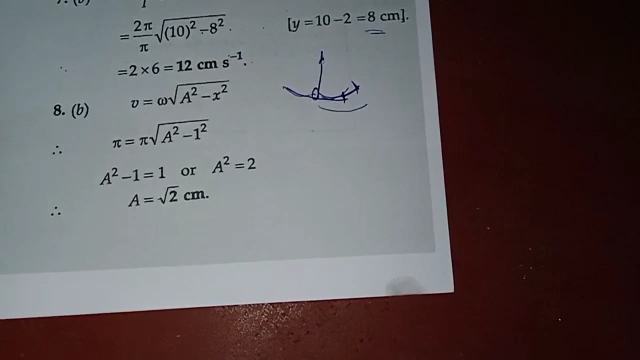 = 2π/π √(10)² − 8² . [y = 10 − 2 = 8 cm].
∴ = 2 × 6 = 12 cm s⁻¹.
8. (b) v = ω√A² − x²
∴ π = π√A² − 1²
A² − 1 = 1 or A² = 2
∴ A = √2 cm.